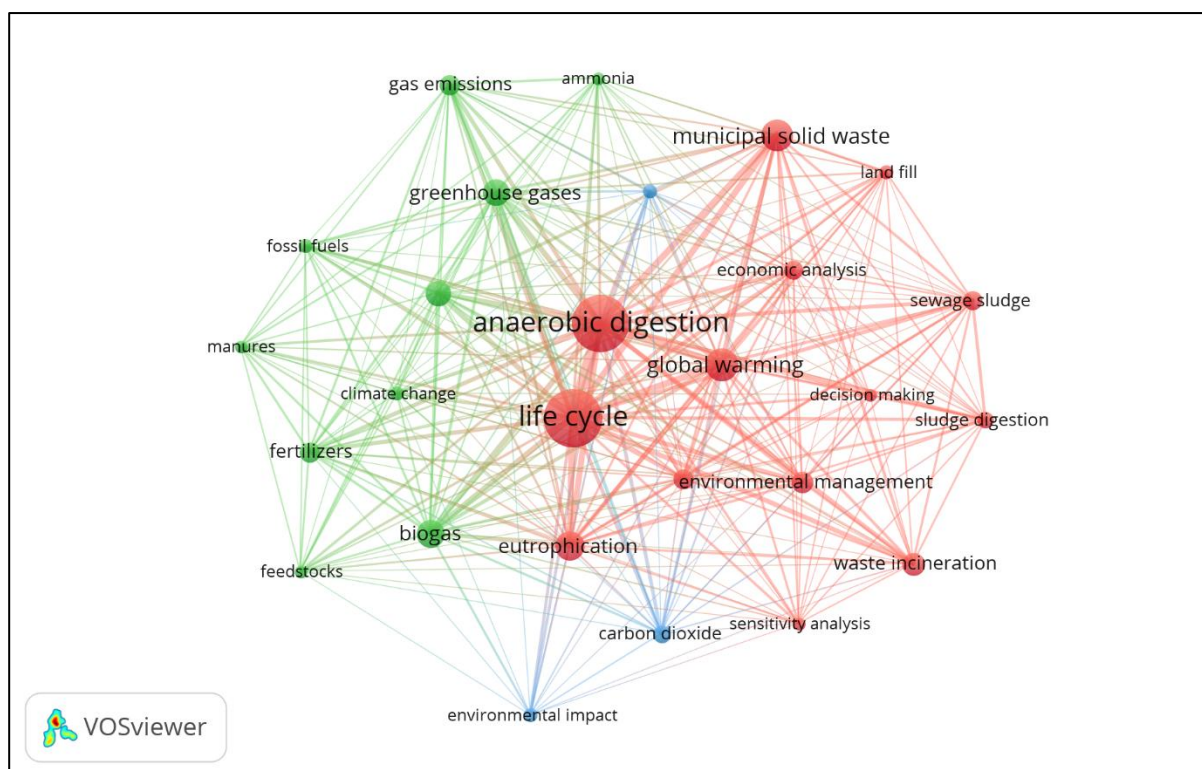 gas emissions
ammonia
municipal solid waste
land fill
greenhouse gases
fossil fuels
economic analysis
sewage sludge
anaerobic digestion
manures
global warming
climate change
decision making
life cycle
sludge digestion
fertilizers
environmental management
biogas
eutrophication
waste incineration
feedstocks
sensitivity analysis
carbon dioxide
environmental impact
VOSviewer